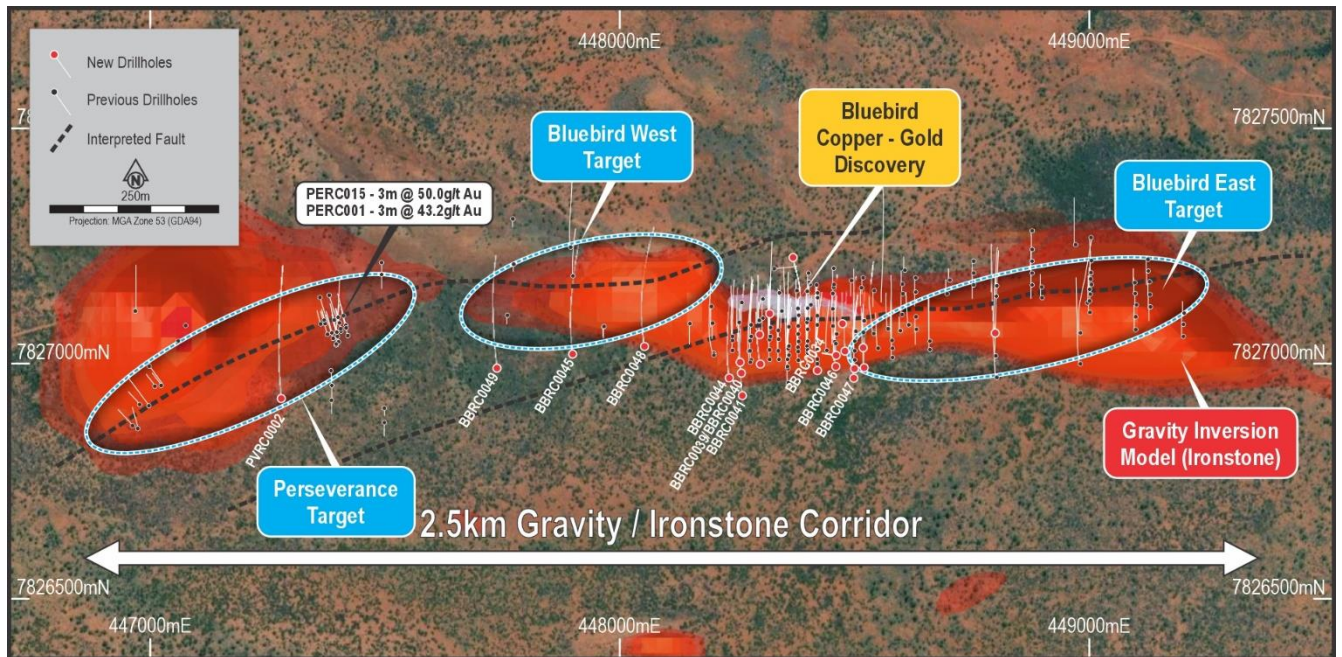 448000mE
449000mE
New Drillholes
Previous Drillholes
Interpreted Fault
N
250m
Projection: MGA Zone 53 (GDA94)
7827500mN
Bluebird West
Target
Bluebird
Copper - Gold
Discovery
Bluebird East
Target
PERC015 - 3m @ 50.0g/t Au
PERC001 - 3m @ 43.2g/t Au
7827000mN
7827000mN
PVRC0002
BBRC0049
BBRC0045
BBRC0048
BBRC0044
BBRC0039/BBRC0040
BBRC0041
BBRC0034
BBRC0046
BBRC0047
Gravity Inversion
Model (Ironstone)
Perseverance
Target
2.5km Gravity / Ironstone Corridor
7826500mN
7826500mN
447000mE
448000mE
449000mE